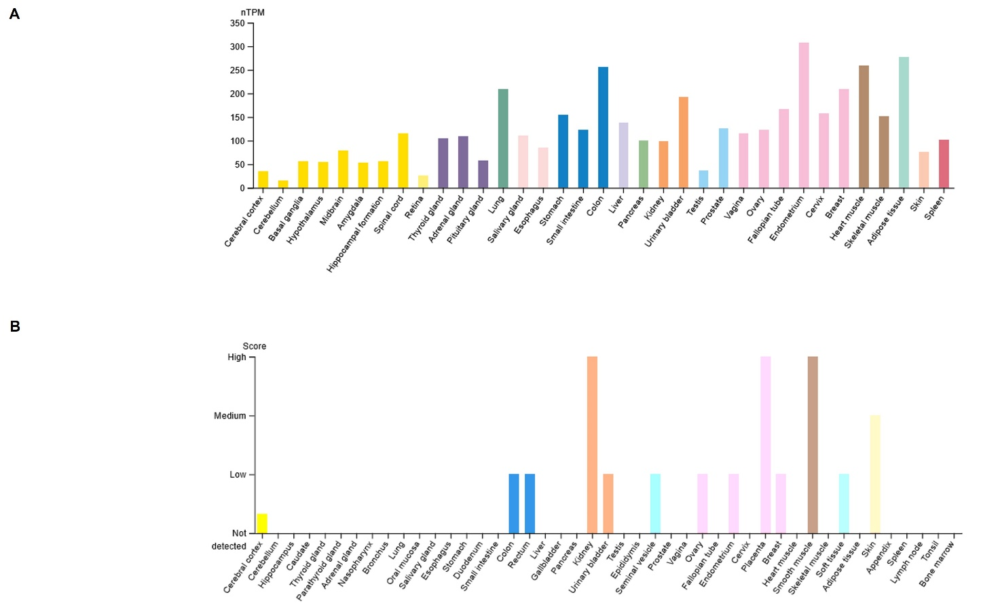 A
nTPM
350
300
250
200
150
100
50
0
Cerebral cortex
Cerebellum
Basal ganglia
Hypothalamus
Midbrain
Amygdala
Hippocampal formation
Spinal cord
Retina
Thyroid gland
Adrenal gland
Pituitary gland
Lung
Salivary gland
Esophagus
Stomach
Small intestine
Colon
Liver
Pancreas
Kidney
Urinary bladder
Testis
Prostate
Vagina
Ovary
Fallopian tube
Endometrium
Cervix
Breast
Heart muscle
Skeletal muscle
Adipose tissue
Skin
Spleen
B
Score
High
Medium
Low
Not
detected
Cerebral cortex
Cerebellum
Hippocampus
Caudate
Thyroid gland
Parathyroid gland
Adrenal gland
Nasopharynx
Bronchus
Lung
Oral mucosa
Salivary gland
Esophagus
Stomach
Duodenum
Small intestine
Colon
Rectum
Liver
Gallbladder
Pancreas
Kidney
Urinary bladder
Testis
Epididymis
Seminal vesicle
Prostate
Vagina
Ovary
Fallopian tube
Endometrium
Cervix
Placenta
Breast
Heart muscle
Smooth muscle
Skeletal muscle
Soft tissue
Adipose tissue
Skin
Appendix
Spleen
Lymph node
Tonsil
Bone marrow